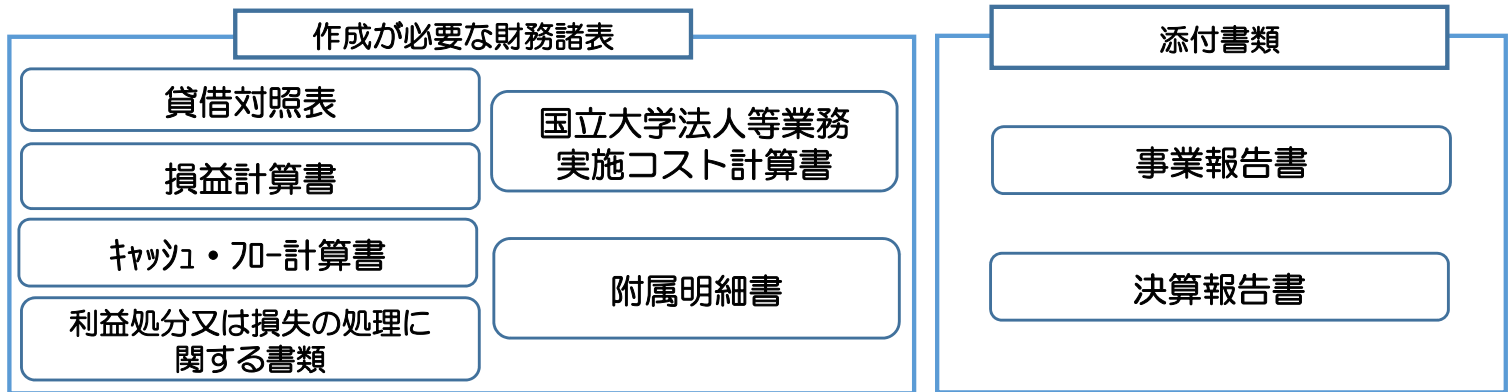 作成が必要な財務諸表
貸借対照表
損益計算書
ｷｬｯｼｭ・ﾌﾛｰ計算書
利益処分又は損失の処理に
関する書類
国立大学法人等業務
実施コスト計算書
附属明細書
添付書類
事業報告書
決算報告書